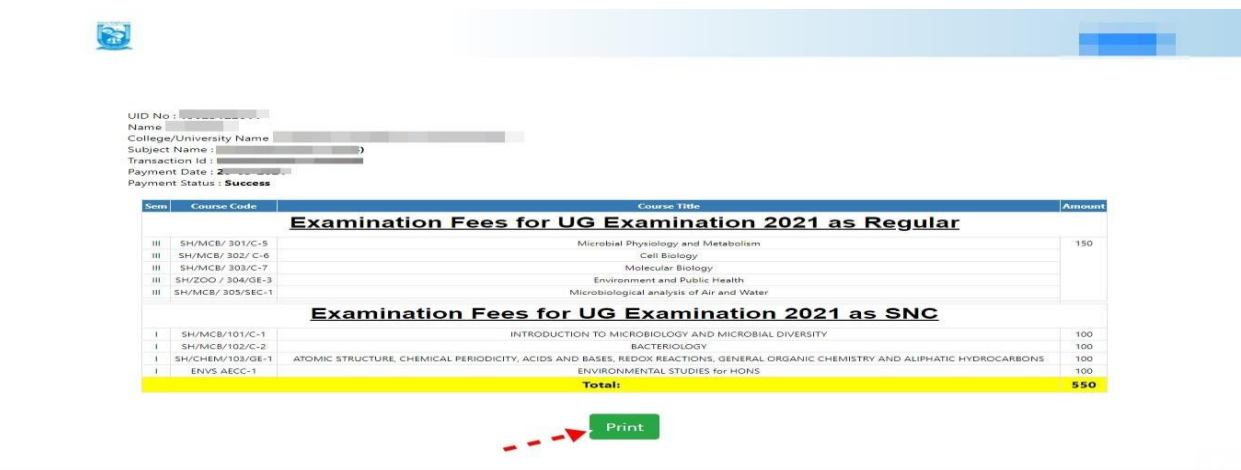 UID No :
Name
College/University Name
Subject Name : )
Transaction Id :
Payment Date : 2
Payment Status : Success
Sem Course Code Course Title Amount
Examination Fees for UG Examination 2021 as Regular
III SH/MCB/ 301/C-5 Microbial Physiology and Metabolism 150
III SH/MCB/ 302/ C-6 Cell Biology
III SH/MCB/ 303/C-7 Molecular Biology
III SH/ZOO / 304/GE-3 Environment and Public Health
III SH/MCB/ 305/SEC-1 Microbiological analysis of Air and Water
Examination Fees for UG Examination 2021 as SNC
I SH/MCB/101/C-1 INTRODUCTION TO MICROBIOLOGY AND MICROBIAL DIVERSITY 100
I SH/MCB/102/C-2 BACTERIOLOGY 100
I SH/CHEM/103/GE-1 ATOMIC STRUCTURE, CHEMICAL PERIODICITY, ACIDS AND BASES, REDOX REACTIONS, GENERAL ORGANIC CHEMISTRY AND ALIPHATIC HYDROCARBONS 100
I ENVS AECC-1 ENVIRONMENTAL STUDIES for HONS 100
Total: 550
Print